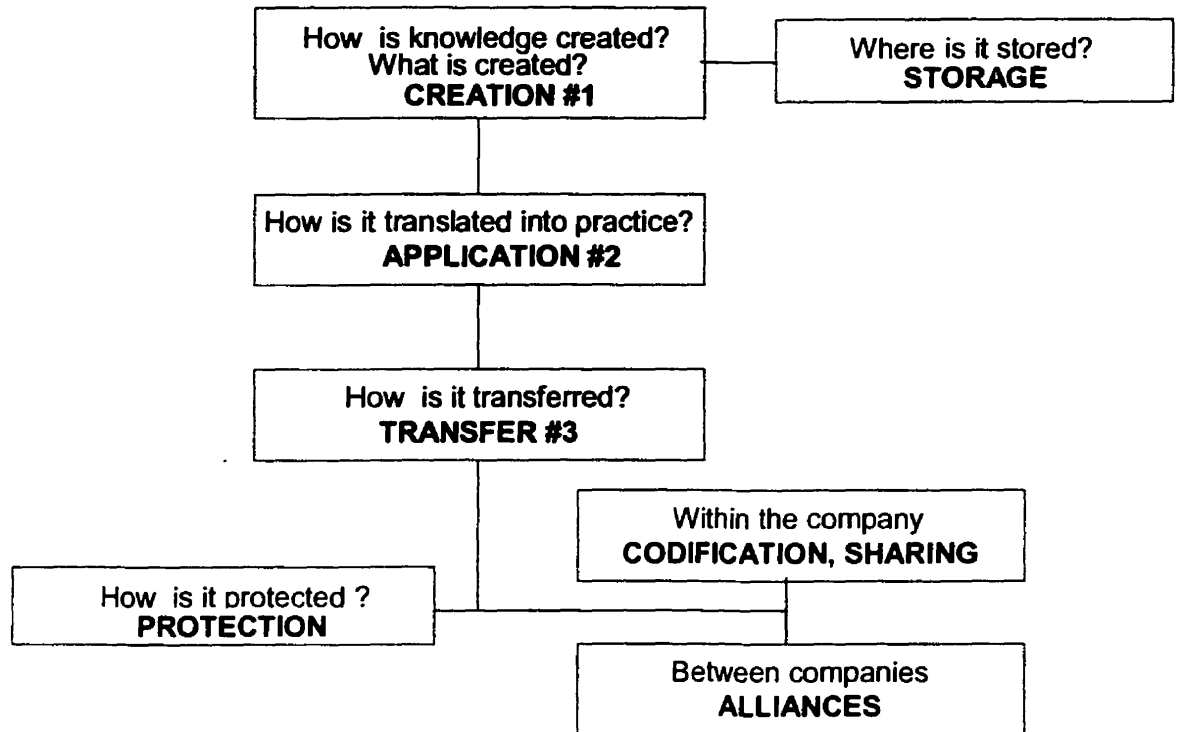 How is knowledge created?
What is created?
CREATION #1
Where is it stored?
STORAGE
How is it translated into practice?
APPLICATION #2
How is it transferred?
TRANSFER #3
Within the company
CODIFICATION, SHARING
How is it protected ?
PROTECTION
Between companies
ALLIANCES